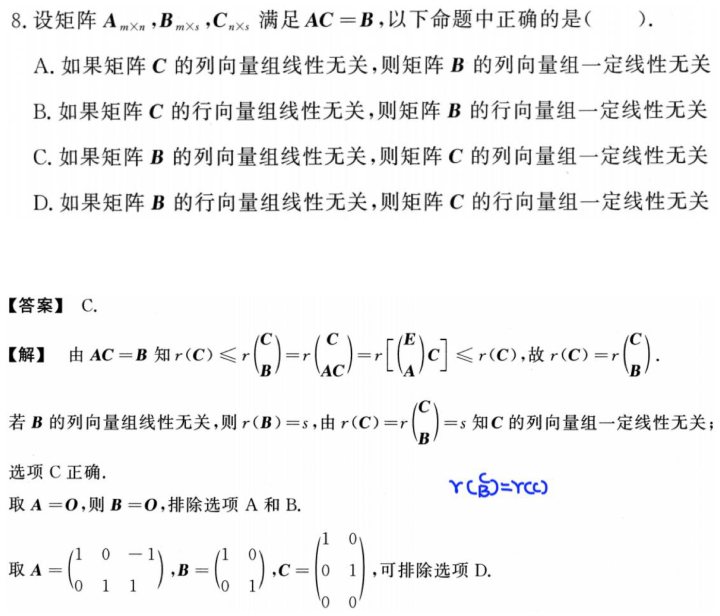 8. 设矩阵 A_{m×n}, B_{m×s}, C_{n×s} 满足 AC = B, 以下命题中正确的是(　　).
A. 如果矩阵 C 的列向量组线性无关,则矩阵 B 的列向量组一定线性无关
B. 如果矩阵 C 的行向量组线性无关,则矩阵 B 的行向量组一定线性无关
C. 如果矩阵 B 的列向量组线性无关,则矩阵 C 的列向量组一定线性无关
D. 如果矩阵 B 的行向量组线性无关,则矩阵 C 的行向量组一定线性无关
【答案】 C.
【解】 由 AC = B 知 r(C) ≤ r(C B) = r(C AC) = r[(E A)C] ≤ r(C), 故 r(C) = r(C B).
若 B 的列向量组线性无关,则 r(B) = s, 由 r(C) = r(C B) = s 知 C 的列向量组一定线性无关;
选项 C 正确.
r(C B)=r(C)
取 A = O, 则 B = O, 排除选项 A 和 B.
取 A = (1 0 −1 0 1 1), B = (1 0 0 1), C = (1 0 0 1 0 0), 可排除选项 D.